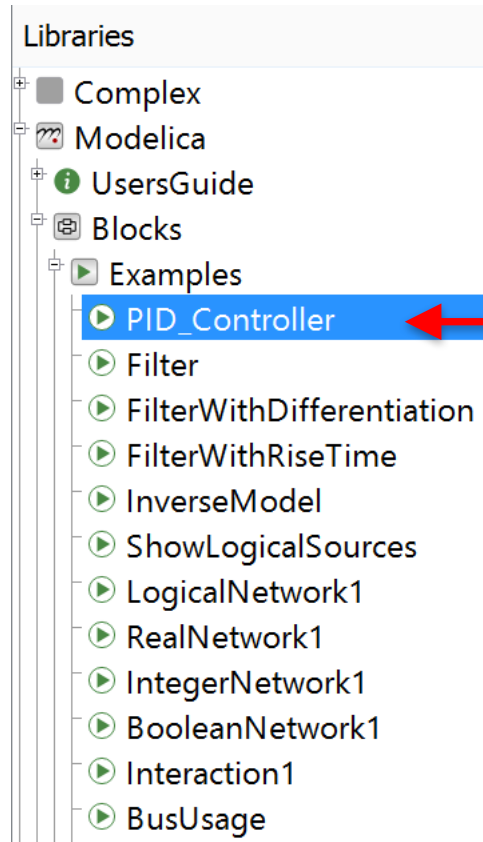 Libraries
Complex
Modelica
UsersGuide
Blocks
Examples
PID_Controller
Filter
FilterWithDifferentiation
FilterWithRiseTime
InverseModel
ShowLogicalSources
LogicalNetwork1
RealNetwork1
IntegerNetwork1
BooleanNetwork1
Interaction1
BusUsage